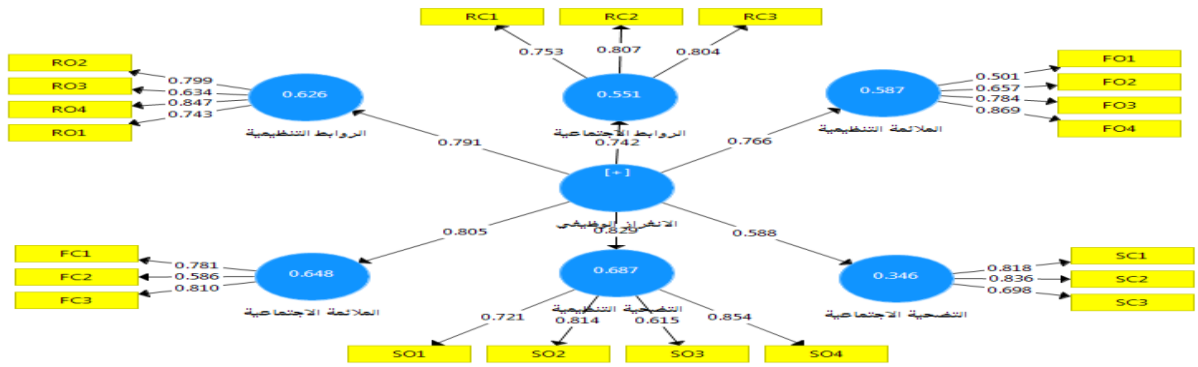 RC1 RC2 RC3
0.753 0.807 0.804
RO2
RO3
RO4
RO1
0.799
0.634
0.847
0.743
0.626
الروابط التنظيمية
0.551
الروابط الاجتماعية
0.587
الملائمة التنظيمية
0.501
0.657
0.784
0.869
FO1
FO2
FO3
FO4
0.791
0.742
0.766
[+]
الانغراز الوظيفي
0.805
0.829
0.588
FC1
FC2
FC3
0.781
0.586
0.810
0.648
الملائمة الاجتماعية
0.687
التضحية التنظيمية
0.346
التضحية الاجتماعية
0.818
0.836
0.698
SC1
SC2
SC3
0.721 0.814 0.615 0.854
SO1 SO2 SO3 SO4